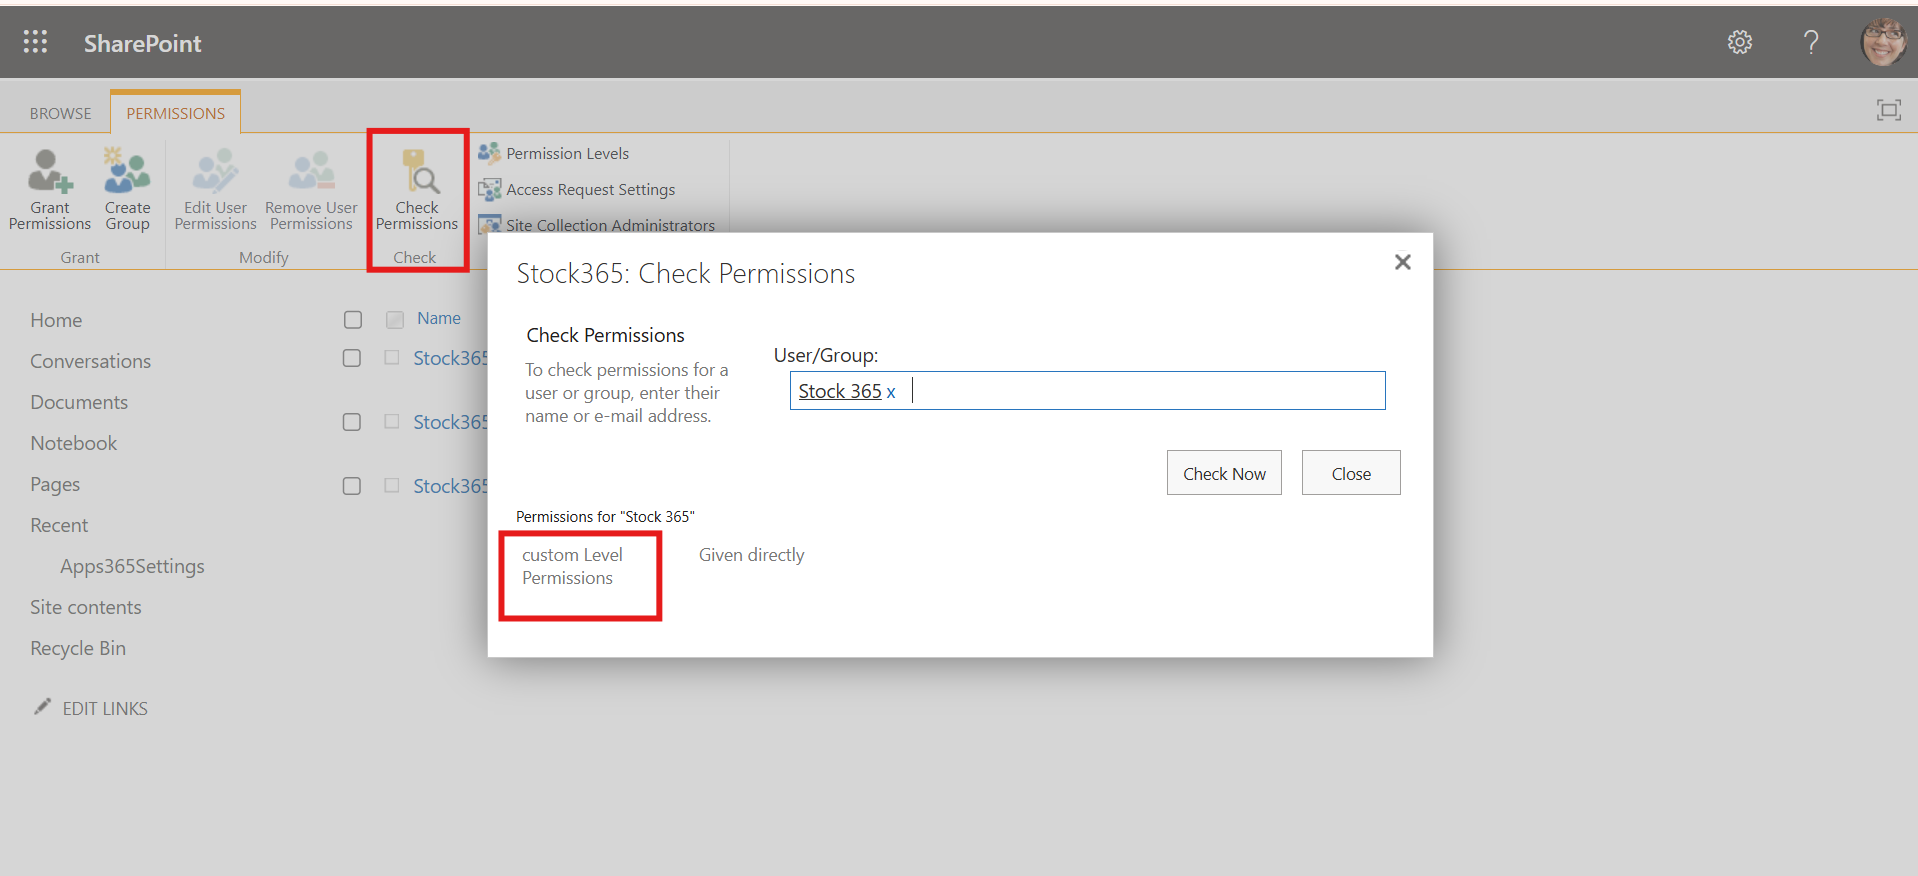 SharePoint
?
BROWSE
PERMISSIONS
Grant
Permissions
Create
Group
Grant
Edit User
Permissions
Remove User
Permissions
Modify
Check
Permissions
Check
Permission Levels
Access Request Settings
Site Collection Administrators
Home
Conversations
Documents
Notebook
Pages
Recent
Apps365Settings
Site contents
Recycle Bin
EDIT LINKS
Name
Stock365
Stock365
Stock365
Stock365: Check Permissions
Check Permissions
To check permissions for a
user or group, enter their
name or e-mail address.
User/Group:
Stock 365 x
Check Now
Close
Permissions for "Stock 365"
custom Level
Permissions
Given directly